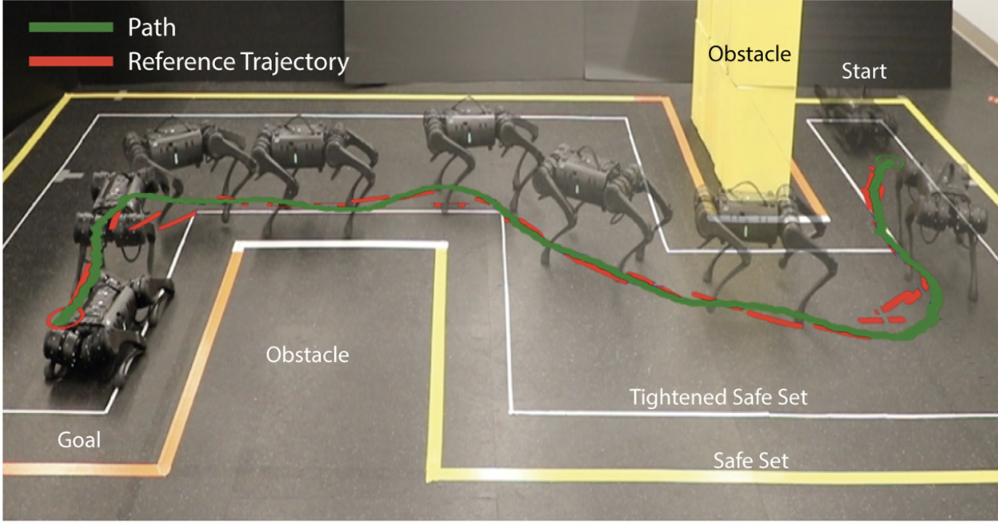 Path
Reference Trajectory
Obstacle
Start
Obstacle
Tightened Safe Set
Goal
Safe Set